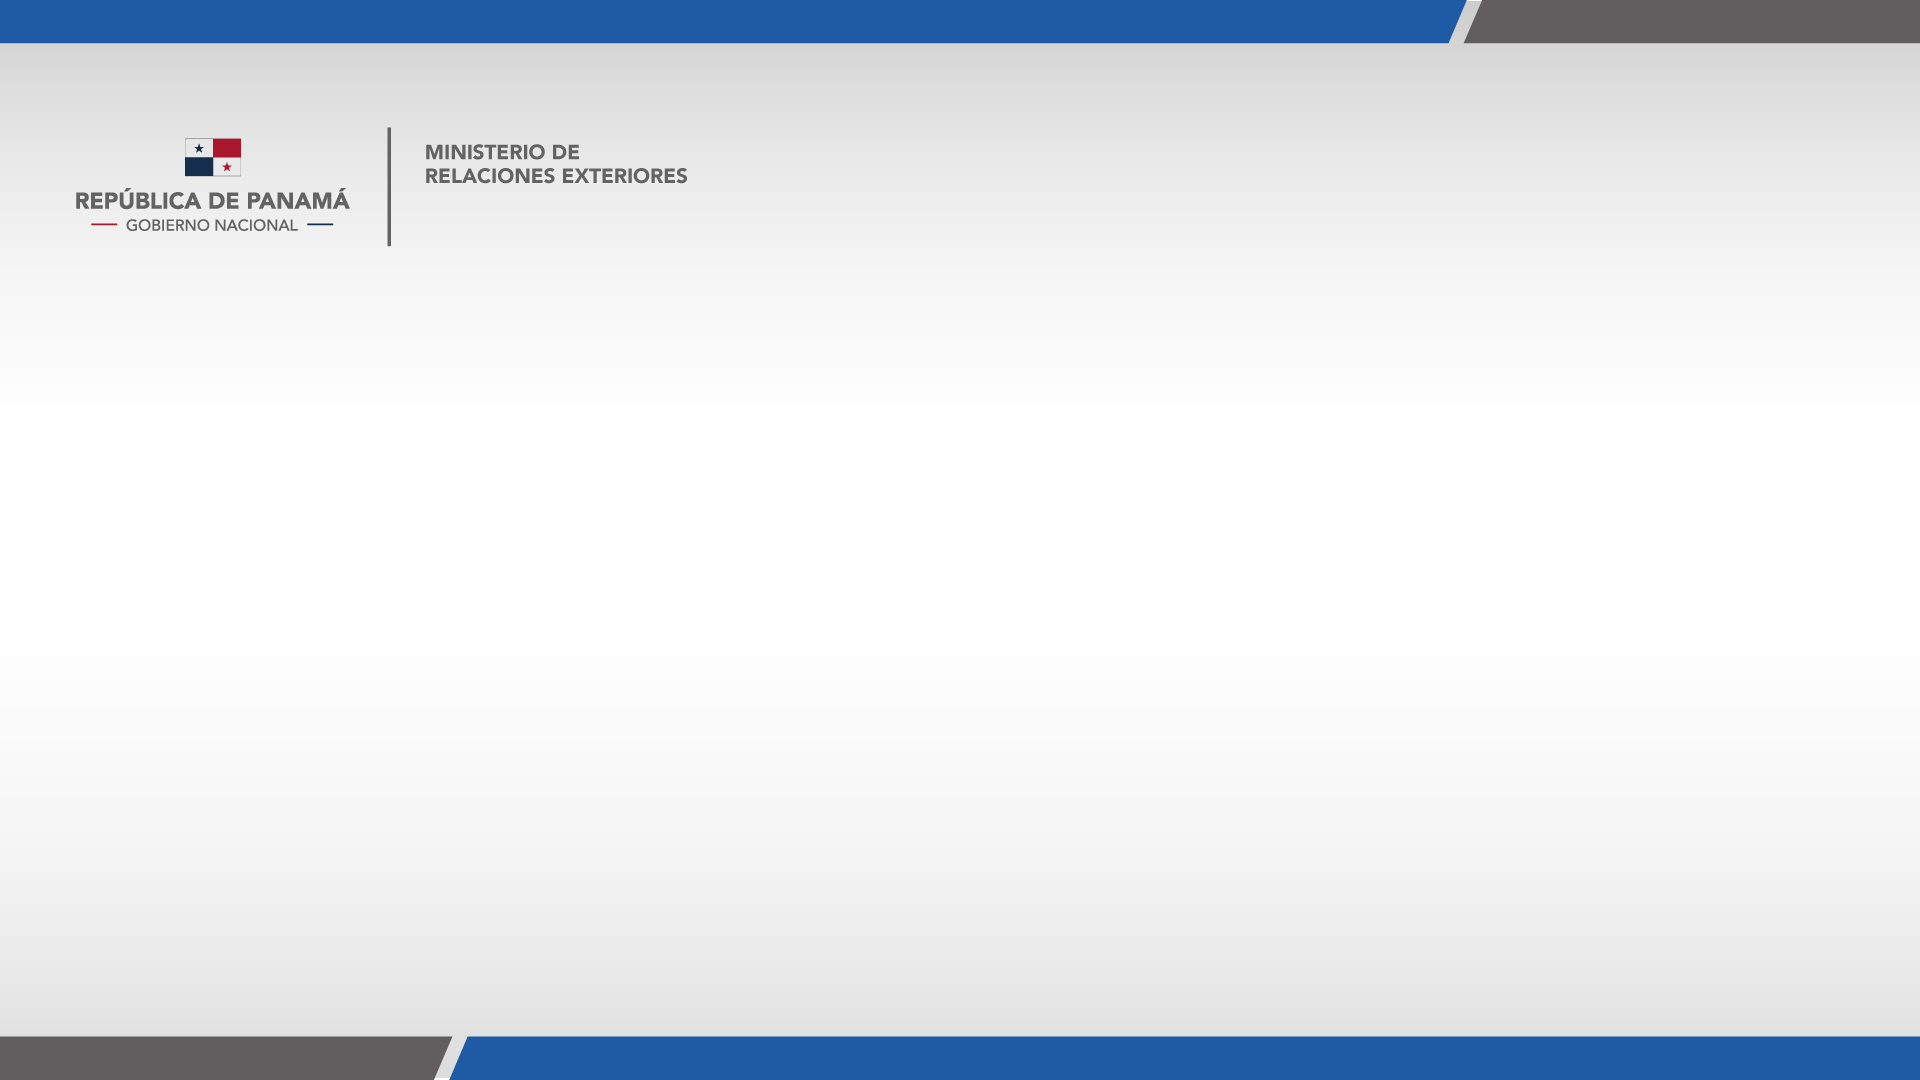 REPÚBLICA DE PANAMÁ
GOBIERNO NACIONAL
MINISTERIO DE
RELACIONES EXTERIORES